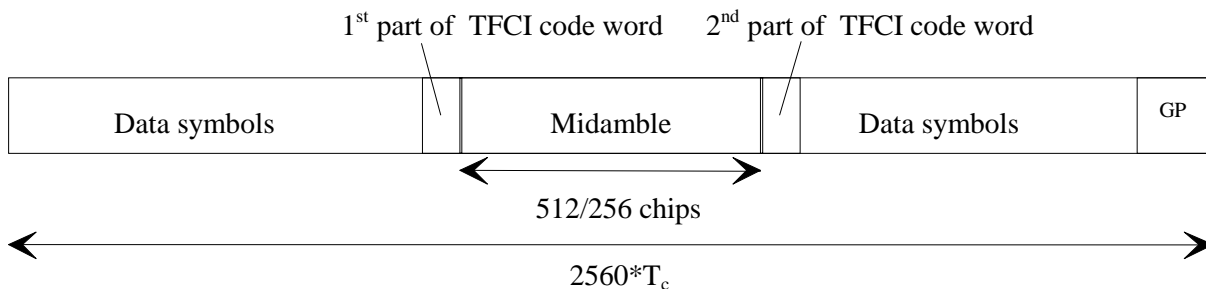 1st part of TFCI code word 2nd part of TFCI code word
Data symbols Midamble Data symbols GP
512/256 chips
2560*Tc